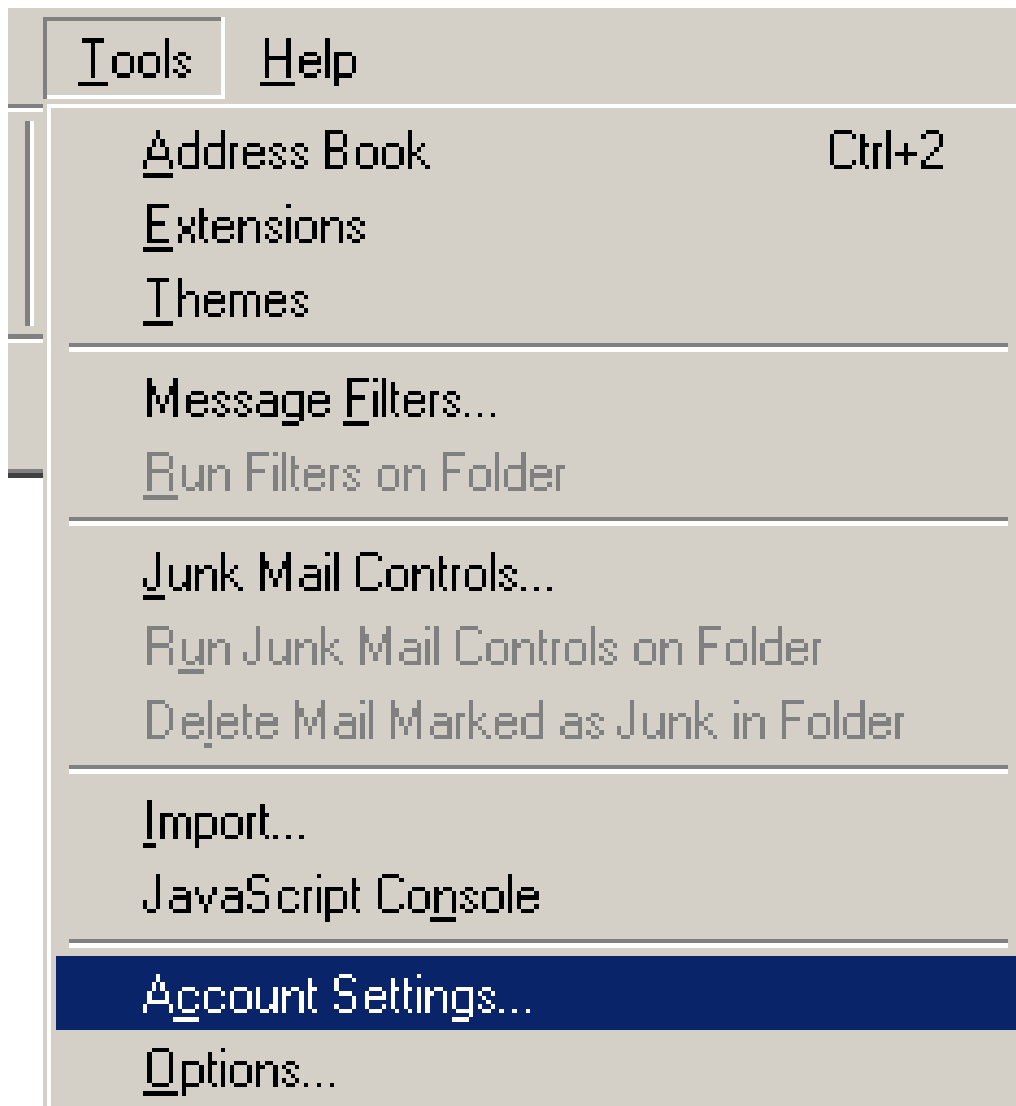 Tools Help
Address Book Ctrl+2
Extensions
Themes
Message Filters...
Run Filters on Folder
Junk Mail Controls...
Run Junk Mail Controls on Folder
Delete Mail Marked as Junk in Folder
Import...
JavaScript Console
Account Settings...
Options...